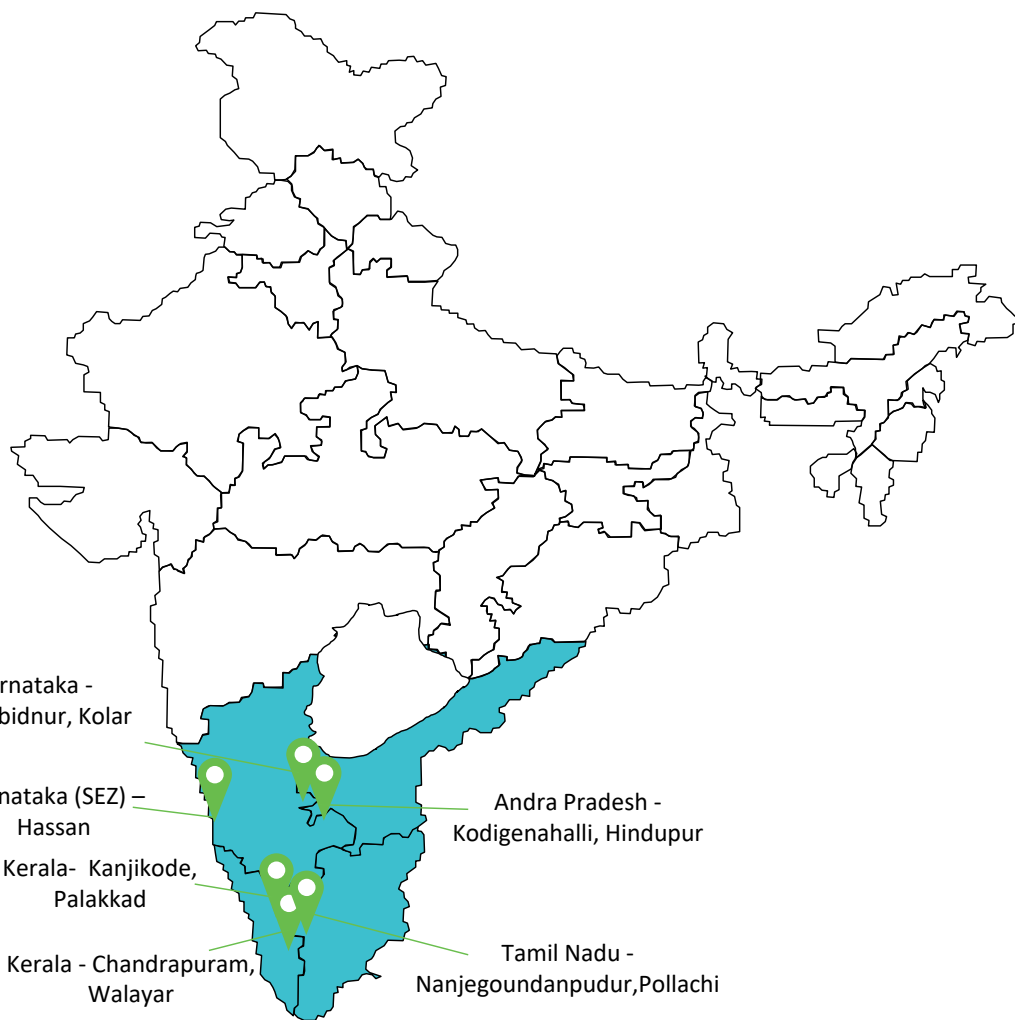 rnataka -
bidnur, Kolar
nataka (SEZ) –
Hassan
Andra Pradesh -
Kodigenahalli, Hindupur
Kerala- Kanjikode,
Palakkad
Kerala - Chandrapuram,
Walayar
Tamil Nadu -
Nanjegoundanpudur,Pollachi